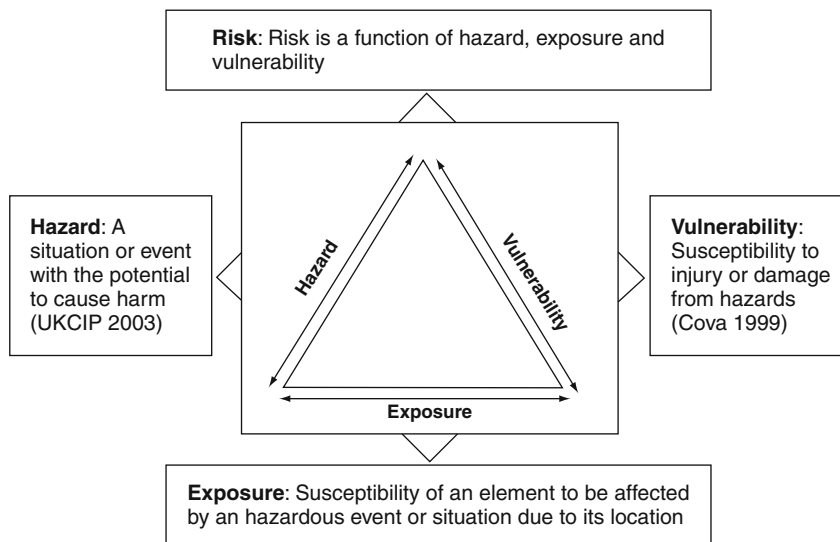 Risk: Risk is a function of hazard, exposure and
vulnerability
Hazard: A
situation or event
with the potential
to cause harm
(UKCIP 2003)
Hazard
Vulnerability
Exposure
Vulnerability:
Susceptibility to
injury or damage
from hazards
(Cova 1999)
Exposure: Susceptibility of an element to be affected
by an hazardous event or situation due to its location